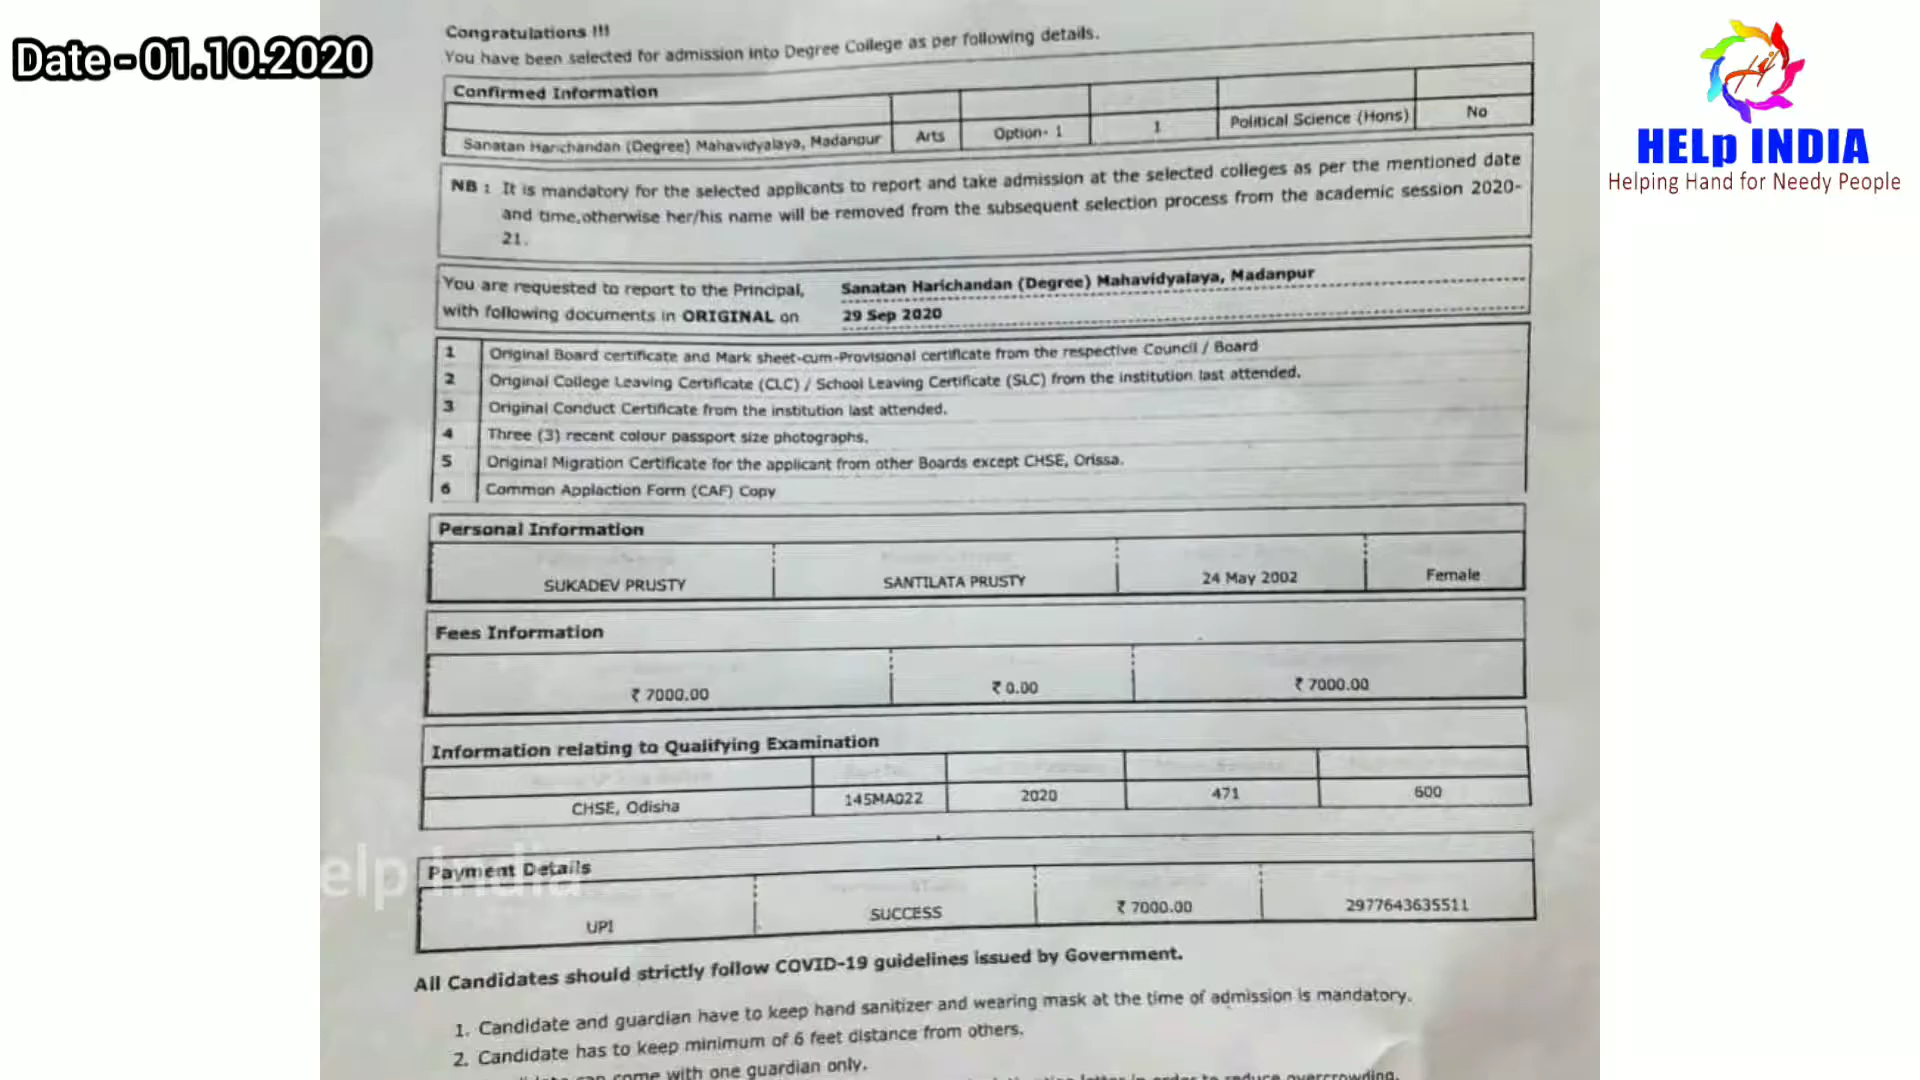 Date - 01.10.2020
HELp INDIA
Helping Hand for Needy People
Congratulations !!!
You have been selected for admission into Degree College as per following details.
Confirmed Information
Sanatan Harichandan (Degree) Mahavidyalaya, Madanpur Arts Option- 1 1 Political Science (Hons) No
NB : It is mandatory for the selected applicants to report and take admission at the selected colleges as per the mentioned date
and time,otherwise her/his name will be removed from the subsequent selection process from the academic session 2020-
21.
You are requested to report to the Principal, Sanatan Harichandan (Degree) Mahavidyalaya, Madanpur
with following documents in ORIGINAL on 29 Sep 2020
1 Original Board certificate and Mark sheet-cum-Provisional certificate from the respective Council / Board
2 Original College Leaving Certificate (CLC) / School Leaving Certificate (SLC) from the institution last attended.
3 Original Conduct Certificate from the institution last attended.
4 Three (3) recent colour passport size photographs.
5 Original Migration Certificate for the applicant from other Boards except CHSE, Orissa.
6 Common Applaction Form (CAF) Copy
Personal Information
SUKADEV PRUSTY SANTILATA PRUSTY 24 May 2002 Female
Fees Information
₹ 7000.00 ₹ 0.00 ₹ 7000.00
Information relating to Qualifying Examination
CHSE, Odisha 145MA022 2020 471 600
elp India
Payment Details
UPI SUCCESS ₹ 7000.00 2977643635511
All Candidates should strictly follow COVID-19 guidelines issued by Government.
1. Candidate and guardian have to keep hand sanitizer and wearing mask at the time of admission is mandatory.
2. Candidate has to keep minimum of 6 feet distance from others.
can come with one guardian only.
letter in order to reduce overcrowding.